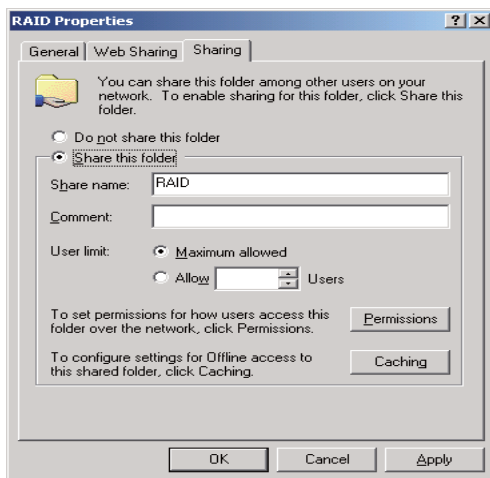 RAID Properties
General
Web Sharing
Sharing
You can share this folder among other users on your
network. To enable sharing for this folder, click Share this
folder.
Do not share this folder
Share this folder
Share name: RAID
Comment:
User limit: Maximum allowed
Allow Users
To set permissions for how users access this
folder over the network, click Permissions.
Permissions
To configure settings for Offline access to
this shared folder, click Caching.
Caching
OK Cancel Apply